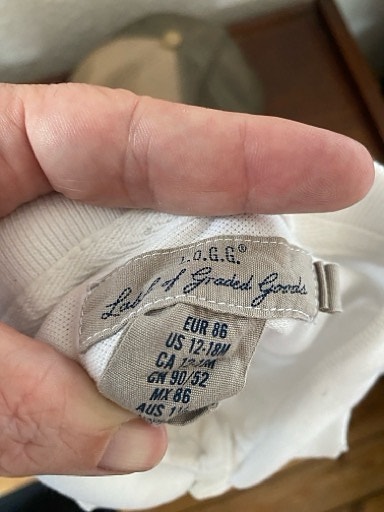 L.O.G.G.®
Label of Graded Goods
EUR 86
US 12-18M
CA
CN 90/52
MX 86
AUS